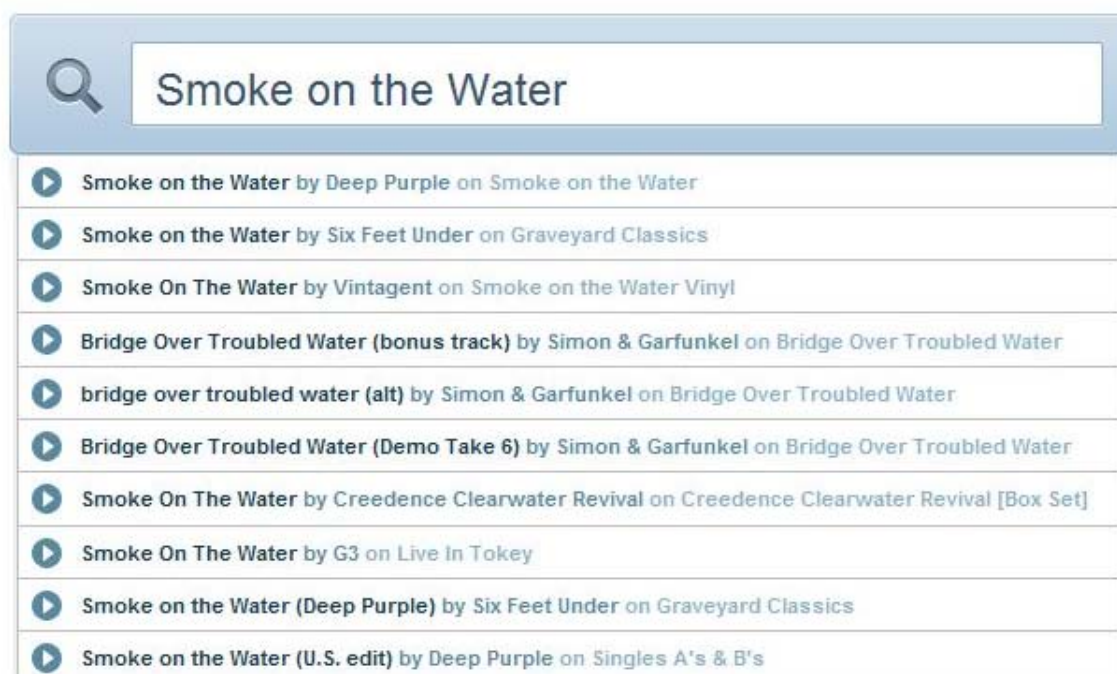 Smoke on the Water
Smoke on the Water by Deep Purple on Smoke on the Water
Smoke on the Water by Six Feet Under on Graveyard Classics
Smoke On The Water by Vintagent on Smoke on the Water Vinyl
Bridge Over Troubled Water (bonus track) by Simon & Garfunkel on Bridge Over Troubled Water
bridge over troubled water (alt) by Simon & Garfunkel on Bridge Over Troubled Water
Bridge Over Troubled Water (Demo Take 6) by Simon & Garfunkel on Bridge Over Troubled Water
Smoke On The Water by Creedence Clearwater Revival on Creedence Clearwater Revival [Box Set]
Smoke On The Water by G3 on Live In Tokey
Smoke on the Water (Deep Purple) by Six Feet Under on Graveyard Classics
Smoke on the Water (U.S. edit) by Deep Purple on Singles A's & B's